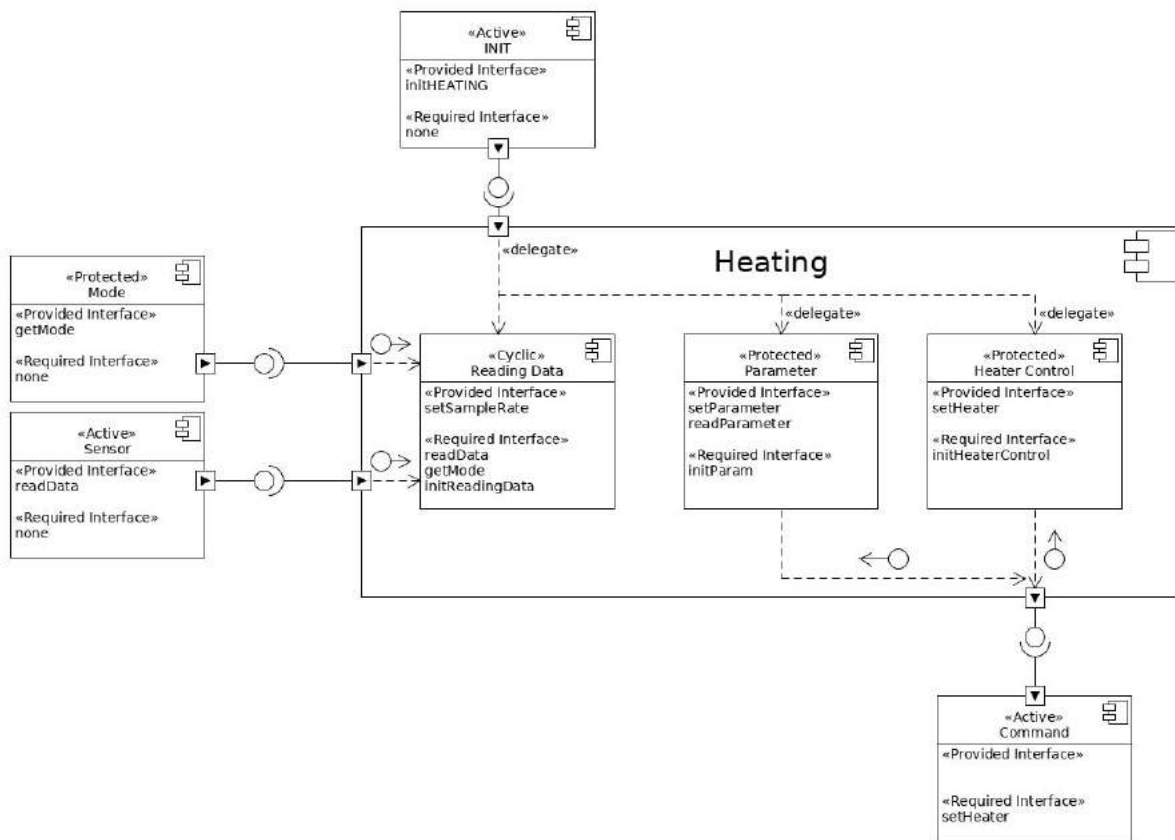 «Active»
INIT
«Provided Interface»
initHEATING
«Required Interface»
none
«delegate»
Heating
«Protected»
Mode
«Provided Interface»
getMode
«Required Interface»
none
«delegate»
«delegate»
«Cyclic»
Reading Data
«Provided Interface»
setSampleRate
«Required Interface»
readData
getMode
initReadingData
«Protected»
Parameter
«Provided Interface»
setParameter
readParameter
«Required Interface»
initParam
«Protected»
Heater Control
«Provided Interface»
setHeater
«Required Interface»
initHeaterControl
«Active»
Sensor
«Provided Interface»
readData
«Required Interface»
none
«Active»
Command
«Provided Interface»
«Required Interface»
setHeater